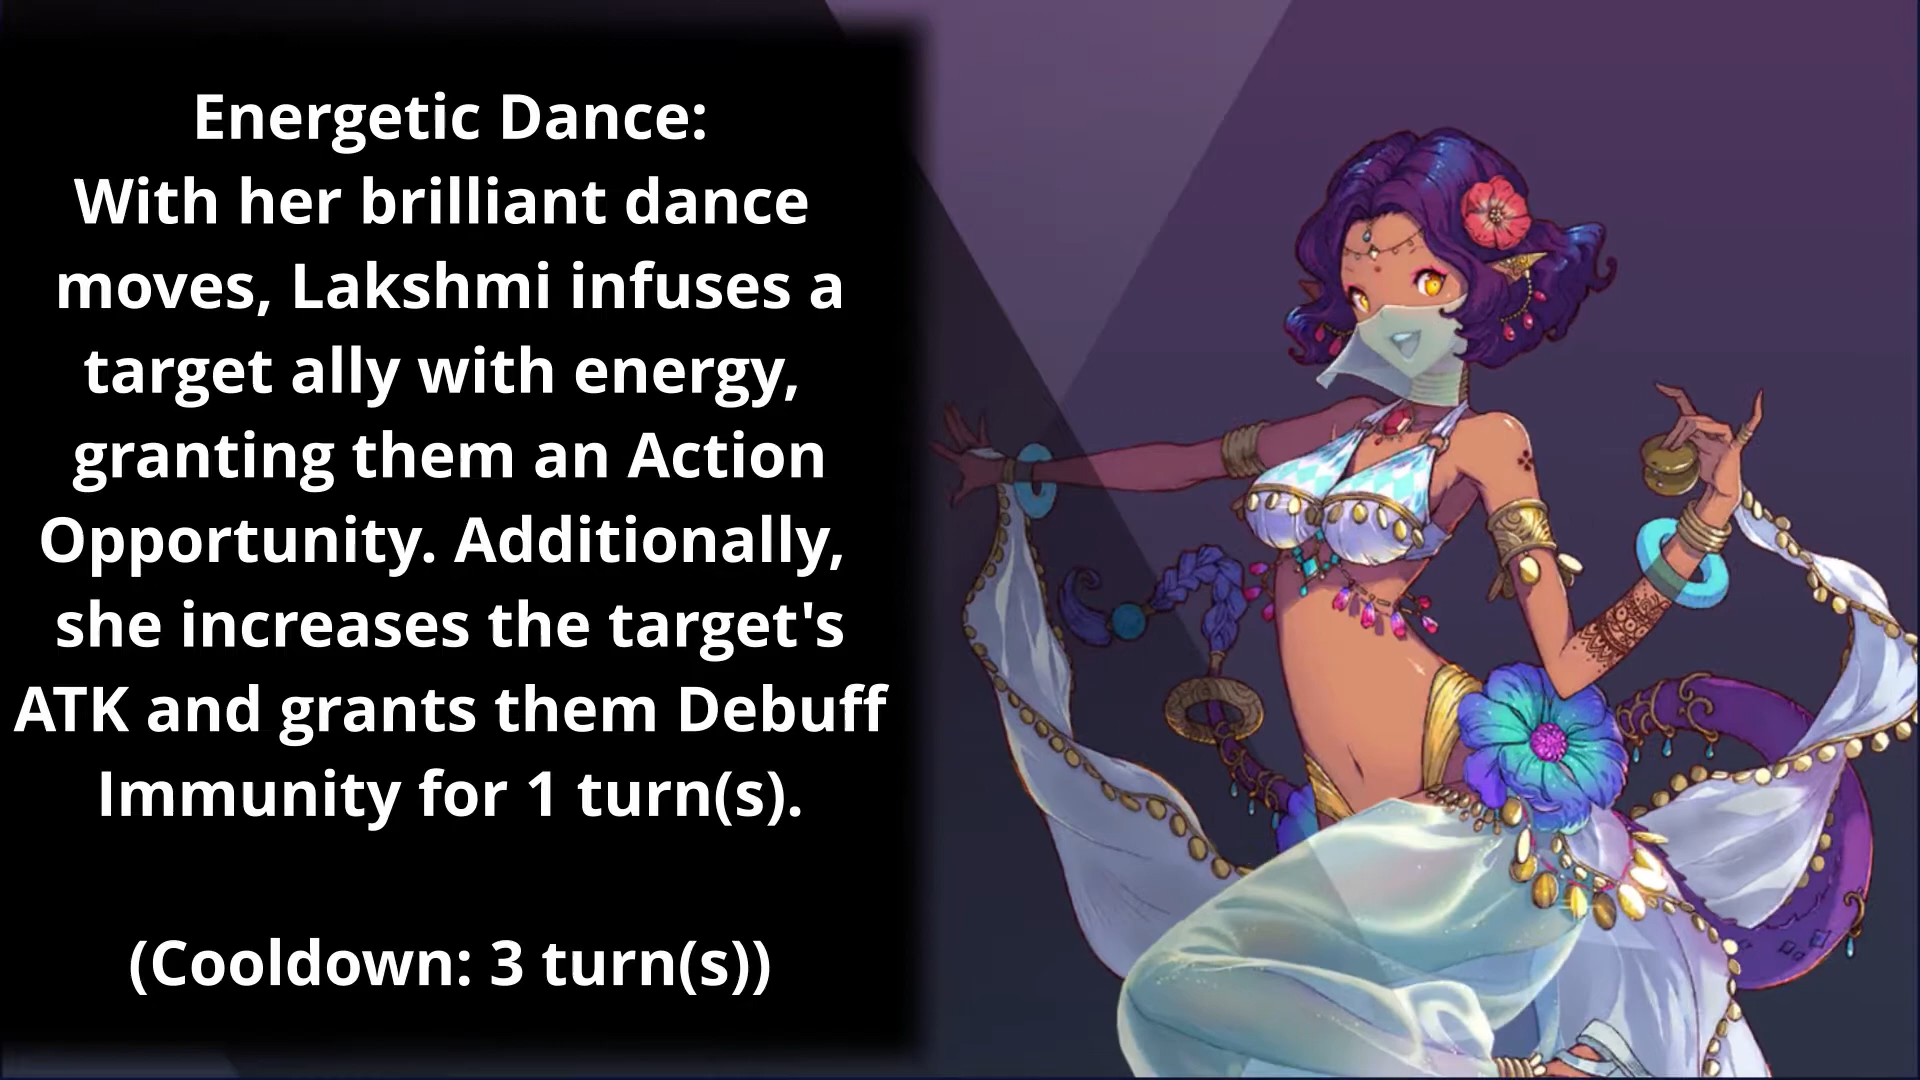 Energetic Dance:
With her brilliant dance
moves, Lakshmi infuses a
target ally with energy,
granting them an Action
Opportunity. Additionally,
she increases the target's
ATK and grants them Debuff
Immunity for 1 turn(s).
(Cooldown: 3 turn(s))